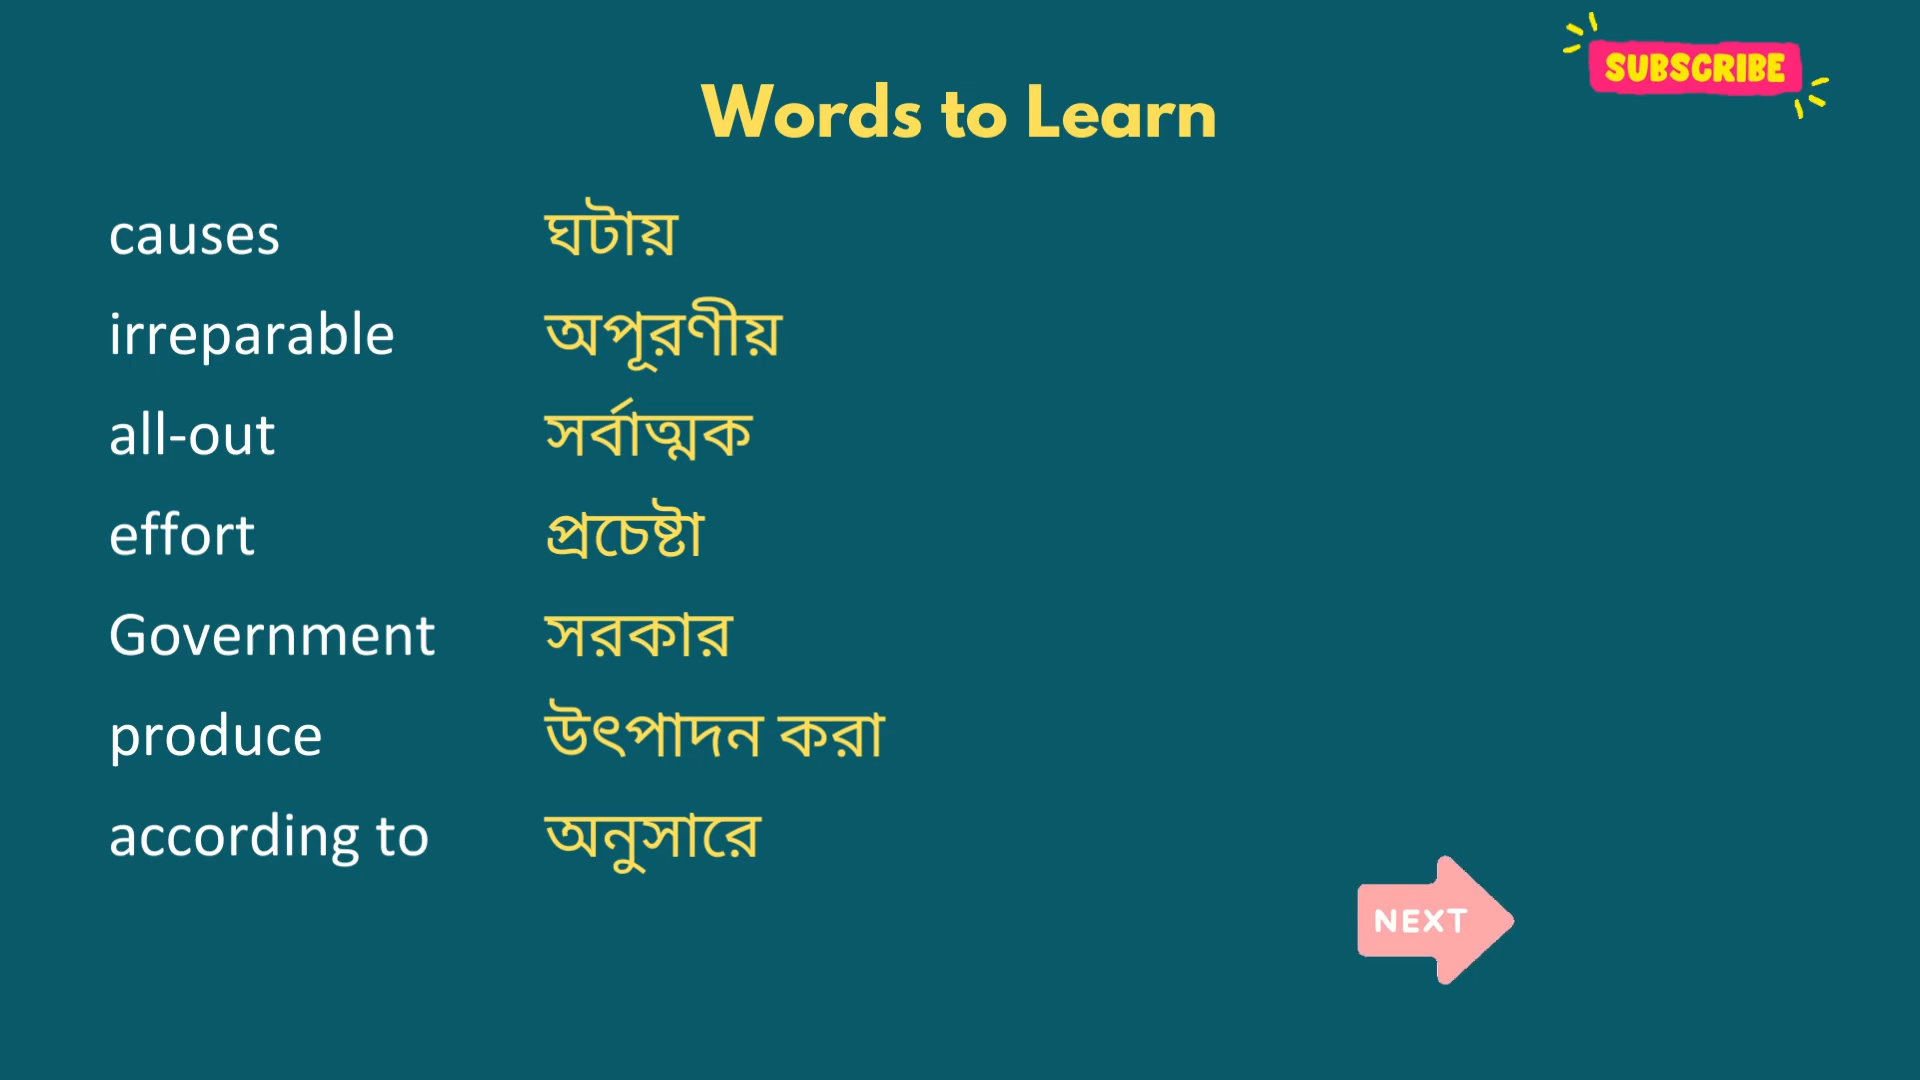 SUBSCRIBE
Words to Learn
causes ঘটায়
irreparable অপূরণীয়
all-out সর্বাত্মক
effort প্রচেষ্টা
Government সরকার
produce উৎপাদন করা
according to অনুসারে
NEXT